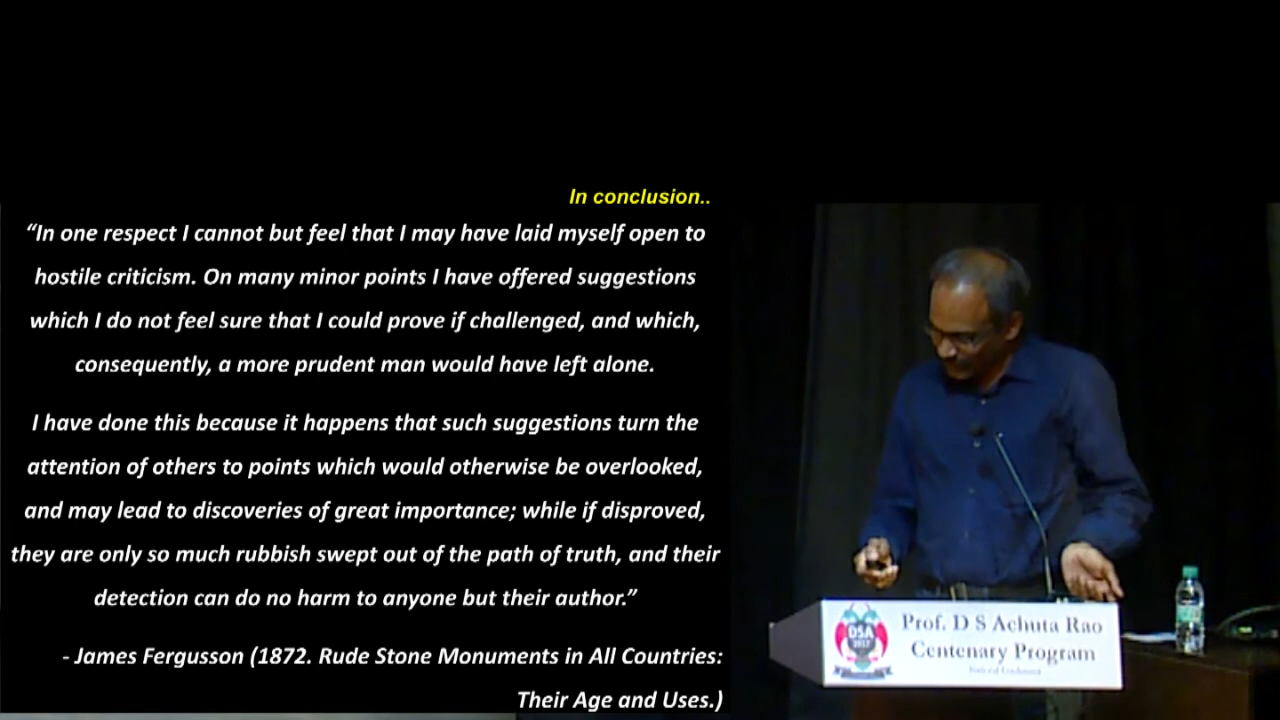 In conclusion..
“In one respect I cannot but feel that I may have laid myself open to
hostile criticism. On many minor points I have offered suggestions
which I do not feel sure that I could prove if challenged, and which,
consequently, a more prudent man would have left alone.
I have done this because it happens that such suggestions turn the
attention of others to points which would otherwise be overlooked,
and may lead to discoveries of great importance; while if disproved,
they are only so much rubbish swept out of the path of truth, and their
detection can do no harm to anyone but their author.”
- James Fergusson (1872. Rude Stone Monuments in All Countries:
Their Age and Uses.)
Prof. D S Achuta Rao
Centenary Program
DSA
2017